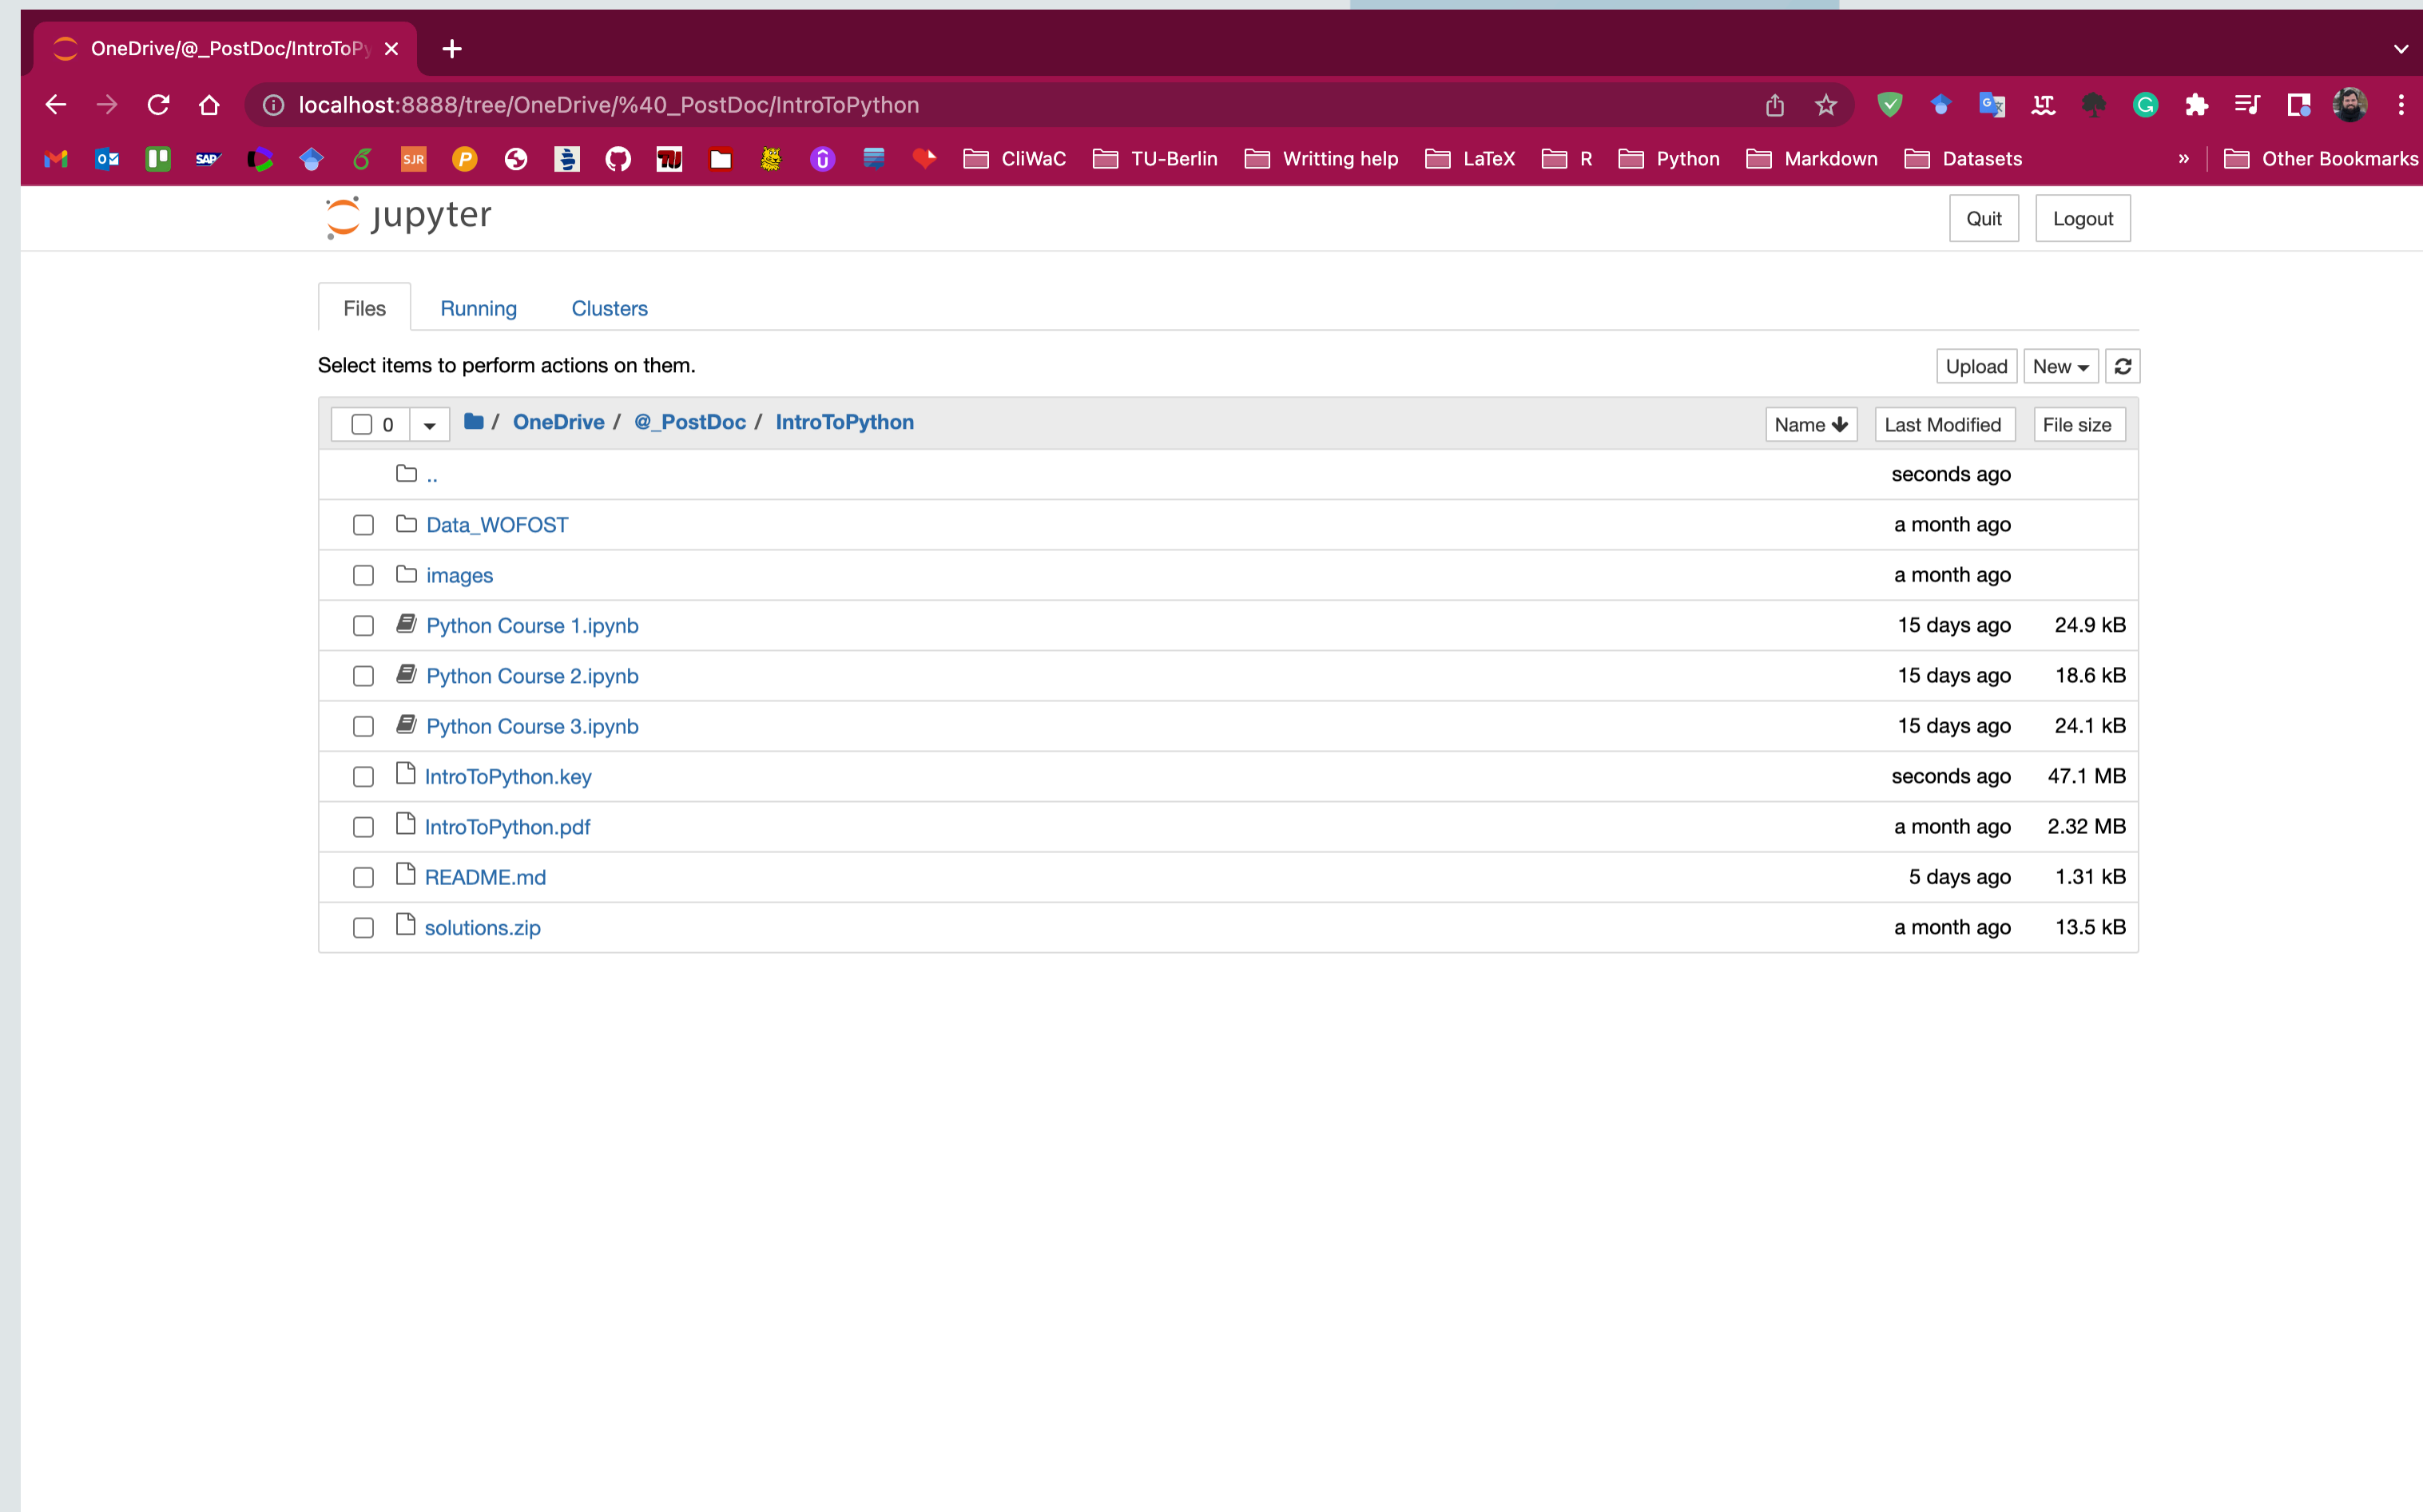 OneDrive/@_PostDoc/IntroToPy
localhost:8888/tree/OneDrive/%40_PostDoc/IntroToPython
SAP SJR P TU CliWaC TU-Berlin Writting help LaTeX R Python Markdown Datasets » Other Bookmarks
jupyter Quit Logout
Files Running Clusters
Select items to perform actions on them. Upload New
0 / OneDrive / @_PostDoc / IntroToPython Name Last Modified File size
.. seconds ago
Data_WOFOST a month ago
images a month ago
Python Course 1.ipynb 15 days ago 24.9 kB
Python Course 2.ipynb 15 days ago 18.6 kB
Python Course 3.ipynb 15 days ago 24.1 kB
IntroToPython.key seconds ago 47.1 MB
IntroToPython.pdf a month ago 2.32 MB
README.md 5 days ago 1.31 kB
solutions.zip a month ago 13.5 kB